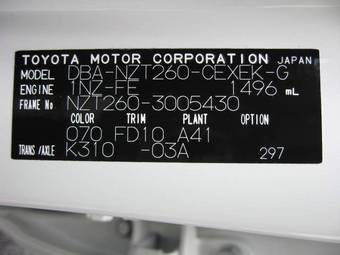 TOYOTA MOTOR CORPORATION JAPAN
MODEL DBA-NZT260-CEXEK-G
ENGINE 1NZ-FE 1496 mL
FRAME No NZT260-3005430
COLOR TRIM PLANT OPTION
070 FD10 A41
TRANS/AXLE K310 -03A 297